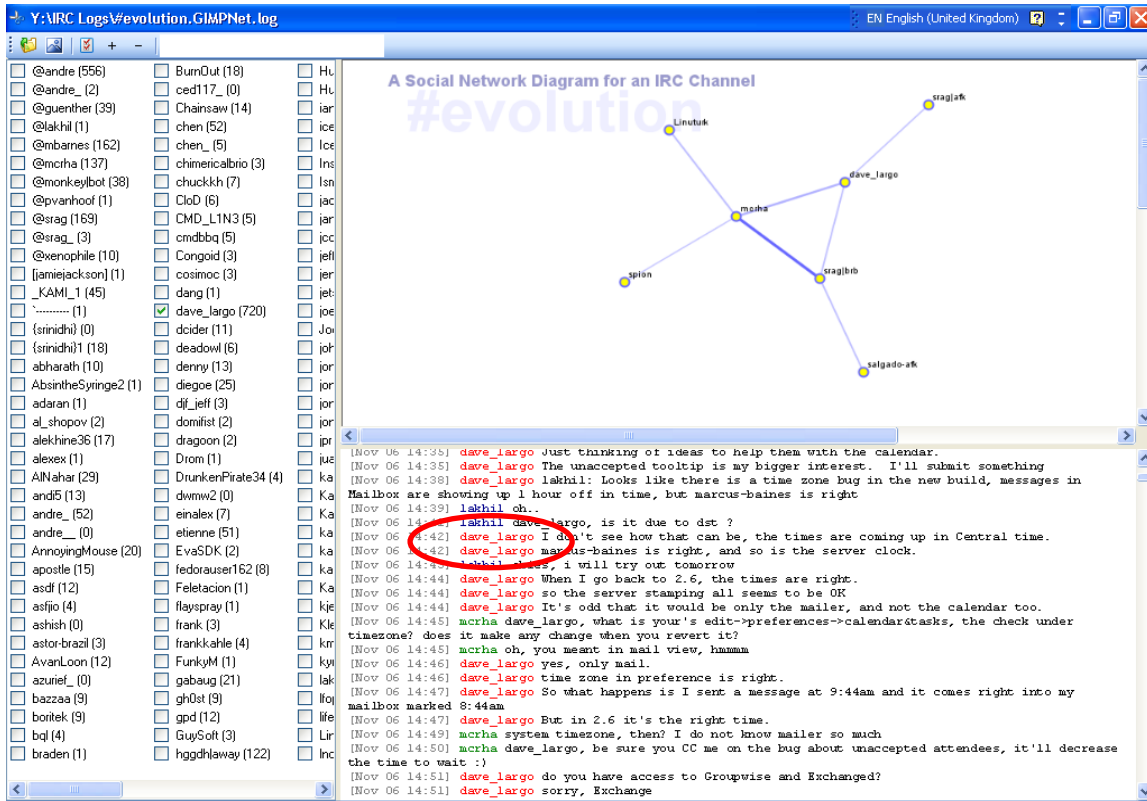 Y:\IRC Logs\#evolution.GIMPNet.log
EN English (United Kingdom)
@andre (556)
@andre_ (2)
@guenther (39)
@lakhil (1)
@mbarnes (162)
@mcrha (137)
@monkey|bot (38)
@pvanhoof (1)
@srag (169)
@srag_ (3)
@xenophile (10)
[jamiejackson] (1)
_KAMI_1 (45)
`---------- (1)
{srinidhi} (0)
{srinidhi}1 (18)
abharath (10)
AbsintheSyringe2 (1)
adaran (1)
al_shopov (2)
alekhine36 (17)
alexex (1)
AlNahar (29)
andi5 (13)
andre_ (52)
andre__ (0)
AnnoyingMouse (20)
apostle (15)
asdf (12)
asfjio (4)
ashish (0)
astor-brazil (3)
AvanLoon (12)
azurief_ (0)
bazzaa (9)
boritek (9)
bql (4)
braden (1)
BurnOut (18)
ced117_ (0)
Chainsaw (14)
chen (52)
chen_ (5)
chimericalbrio (3)
chuckkh (7)
CloD (6)
CMD_L1N3 (5)
cmdbbq (5)
Congoid (3)
cosimoc (3)
dang (1)
dave_largo (720)
dcider (11)
deadowl (6)
denny (13)
diegoe (25)
djf_jeff (3)
domifist (2)
dragoon (2)
Drom (1)
DrunkenPirate34 (4)
dwmw2 (0)
einalex (7)
etienne (51)
EvaSDK (2)
fedorauser162 (8)
Feletacion (1)
flayspray (1)
frank (3)
frankkahle (4)
FunkyM (1)
gabaug (21)
gh0st (9)
gpd (12)
GuySoft (3)
hggdh|away (122)
A Social Network Diagram for an IRC Channel
#evolution
srag|afk
Linuturk
dave_largo
mcrha
spion
srag|brb
salgado-afk
[Nov 06 14:35] dave_largo Just thinking of ideas to help them with the calendar.
[Nov 06 14:35] dave_largo The unaccepted tooltip is my bigger interest. I'll submit something
[Nov 06 14:38] dave_largo lakhil: Looks like there is a time zone bug in the new build, messages in
Mailbox are showing up 1 hour off in time, but marcus-baines is right
[Nov 06 14:39] lakhil oh..
[Nov 06 lakhil dave_largo, is it due to dst ?
[Nov 06 14:42] dave_largo I don't see how that can be, the times are coming up in Central time.
[Nov 06 14:42] dave_largo marcus-baines is right, and so is the server clock.
[Nov 06 lakhil i will try out tomorrow
[Nov 06 14:44] dave_largo When I go back to 2.6, the times are right.
[Nov 06 14:44] dave_largo so the server stamping all seems to be OK
[Nov 06 14:44] dave_largo It's odd that it would be only the mailer, and not the calendar too.
[Nov 06 14:45] mcrha dave_largo, what is your's edit->preferences->calendar&tasks, the check under
timezone? does it make any change when you revert it?
[Nov 06 14:45] mcrha oh, you meant in mail view, hmmmm
[Nov 06 14:46] dave_largo yes, only mail.
[Nov 06 14:46] dave_largo time zone in preference is right.
[Nov 06 14:47] dave_largo So what happens is I sent a message at 9:44am and it comes right into my
mailbox marked 8:44am
[Nov 06 14:47] dave_largo But in 2.6 it's the right time.
[Nov 06 14:49] mcrha system timezone, then? I do not know mailer so much
[Nov 06 14:50] mcrha dave_largo, be sure you CC me on the bug about unaccepted attendees, it'll decrease
the time to wait :)
[Nov 06 14:51] dave_largo do you have access to Groupwise and Exchanged?
[Nov 06 14:51] dave_largo sorry, Exchange